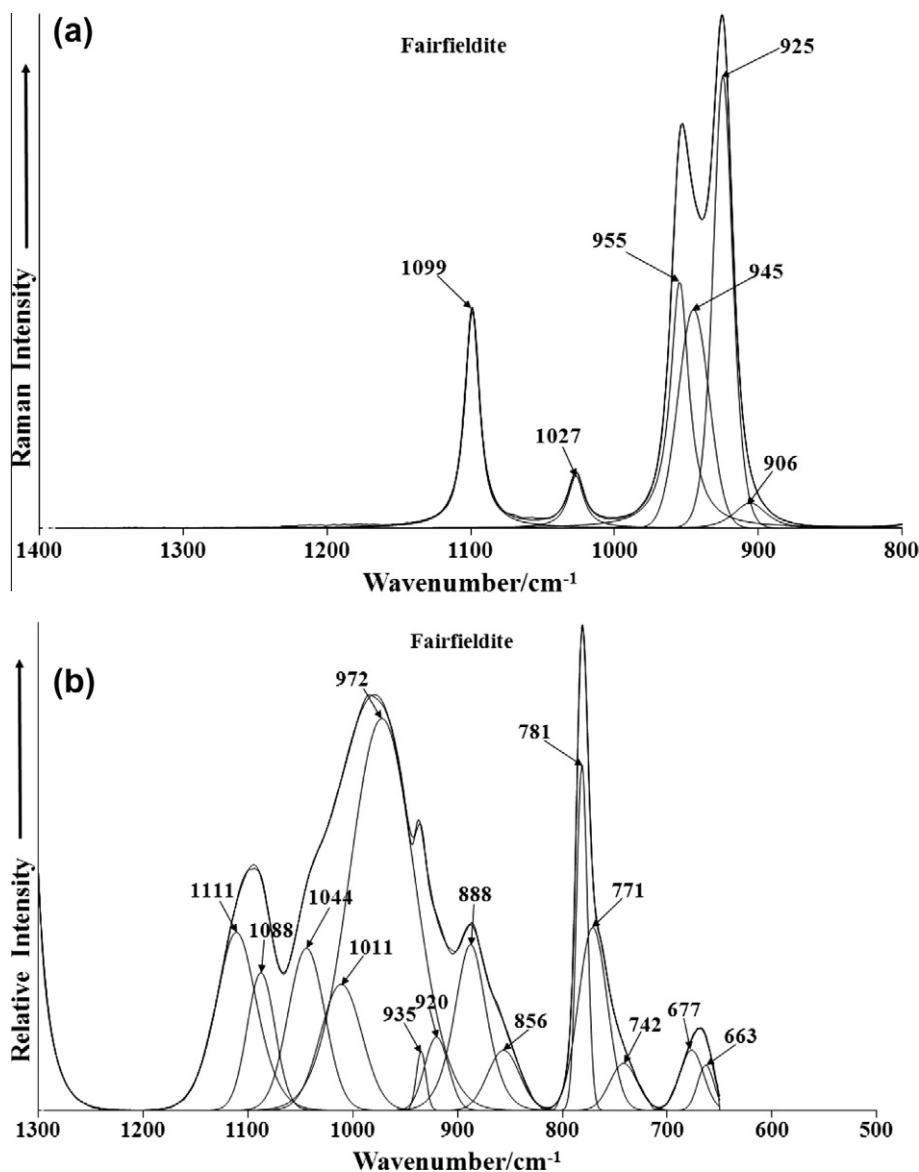 (a)
Fairfieldite
925
955
945
1099
1027
906
Raman Intensity
1400 1300 1200 1100 1000 900 800
Wavenumber/cm-1
(b)
Fairfieldite
972
781
1111
1088
1044
1011
888
771
935
920
856
742
677
663
Relative Intensity
1300 1200 1100 1000 900 800 700 600 500
Wavenumber/cm-1